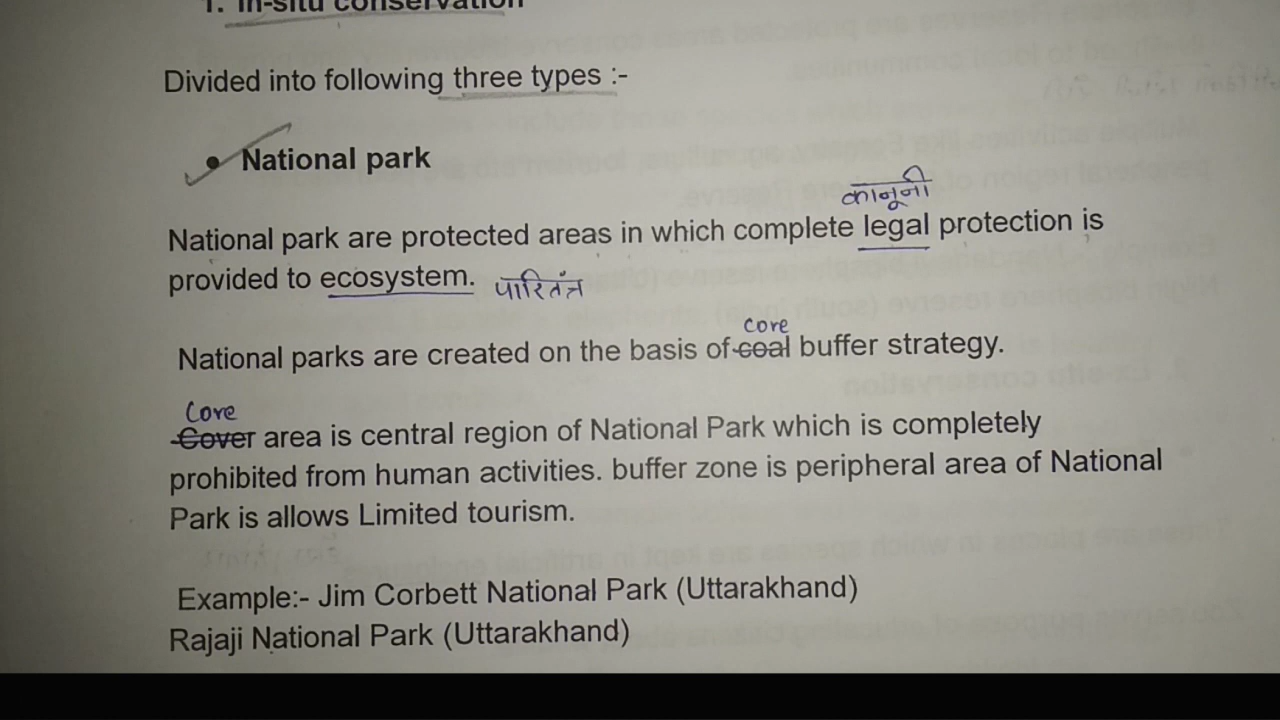 1. In-situ conservation
Divided into following three types :-
• National park
कानूनी
National park are protected areas in which complete legal protection is
provided to ecosystem. पारितंत्र
core
National parks are created on the basis of coal buffer strategy.
Core
Cover area is central region of National Park which is completely
prohibited from human activities. buffer zone is peripheral area of National
Park is allows Limited tourism.
Example:- Jim Corbett National Park (Uttarakhand)
Rajaji National Park (Uttarakhand)